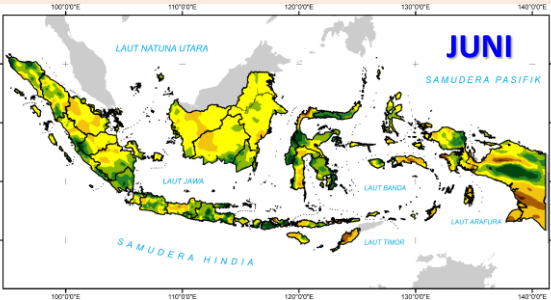 100°0'0"E 110°0'0"E 120°0'0"E 130°0'0"E 140°0'0"E
JUNI
LAUT NATUNA UTARA
SAMUDERA PASIFIK
LAUT JAWA
LAUT BANDA
LAUT ARAFURA
LAUT TIMOR
SAMUDERA HINDIA
100°0'0"E 110°0'0"E 120°0'0"E 130°0'0"E 140°0'0"E